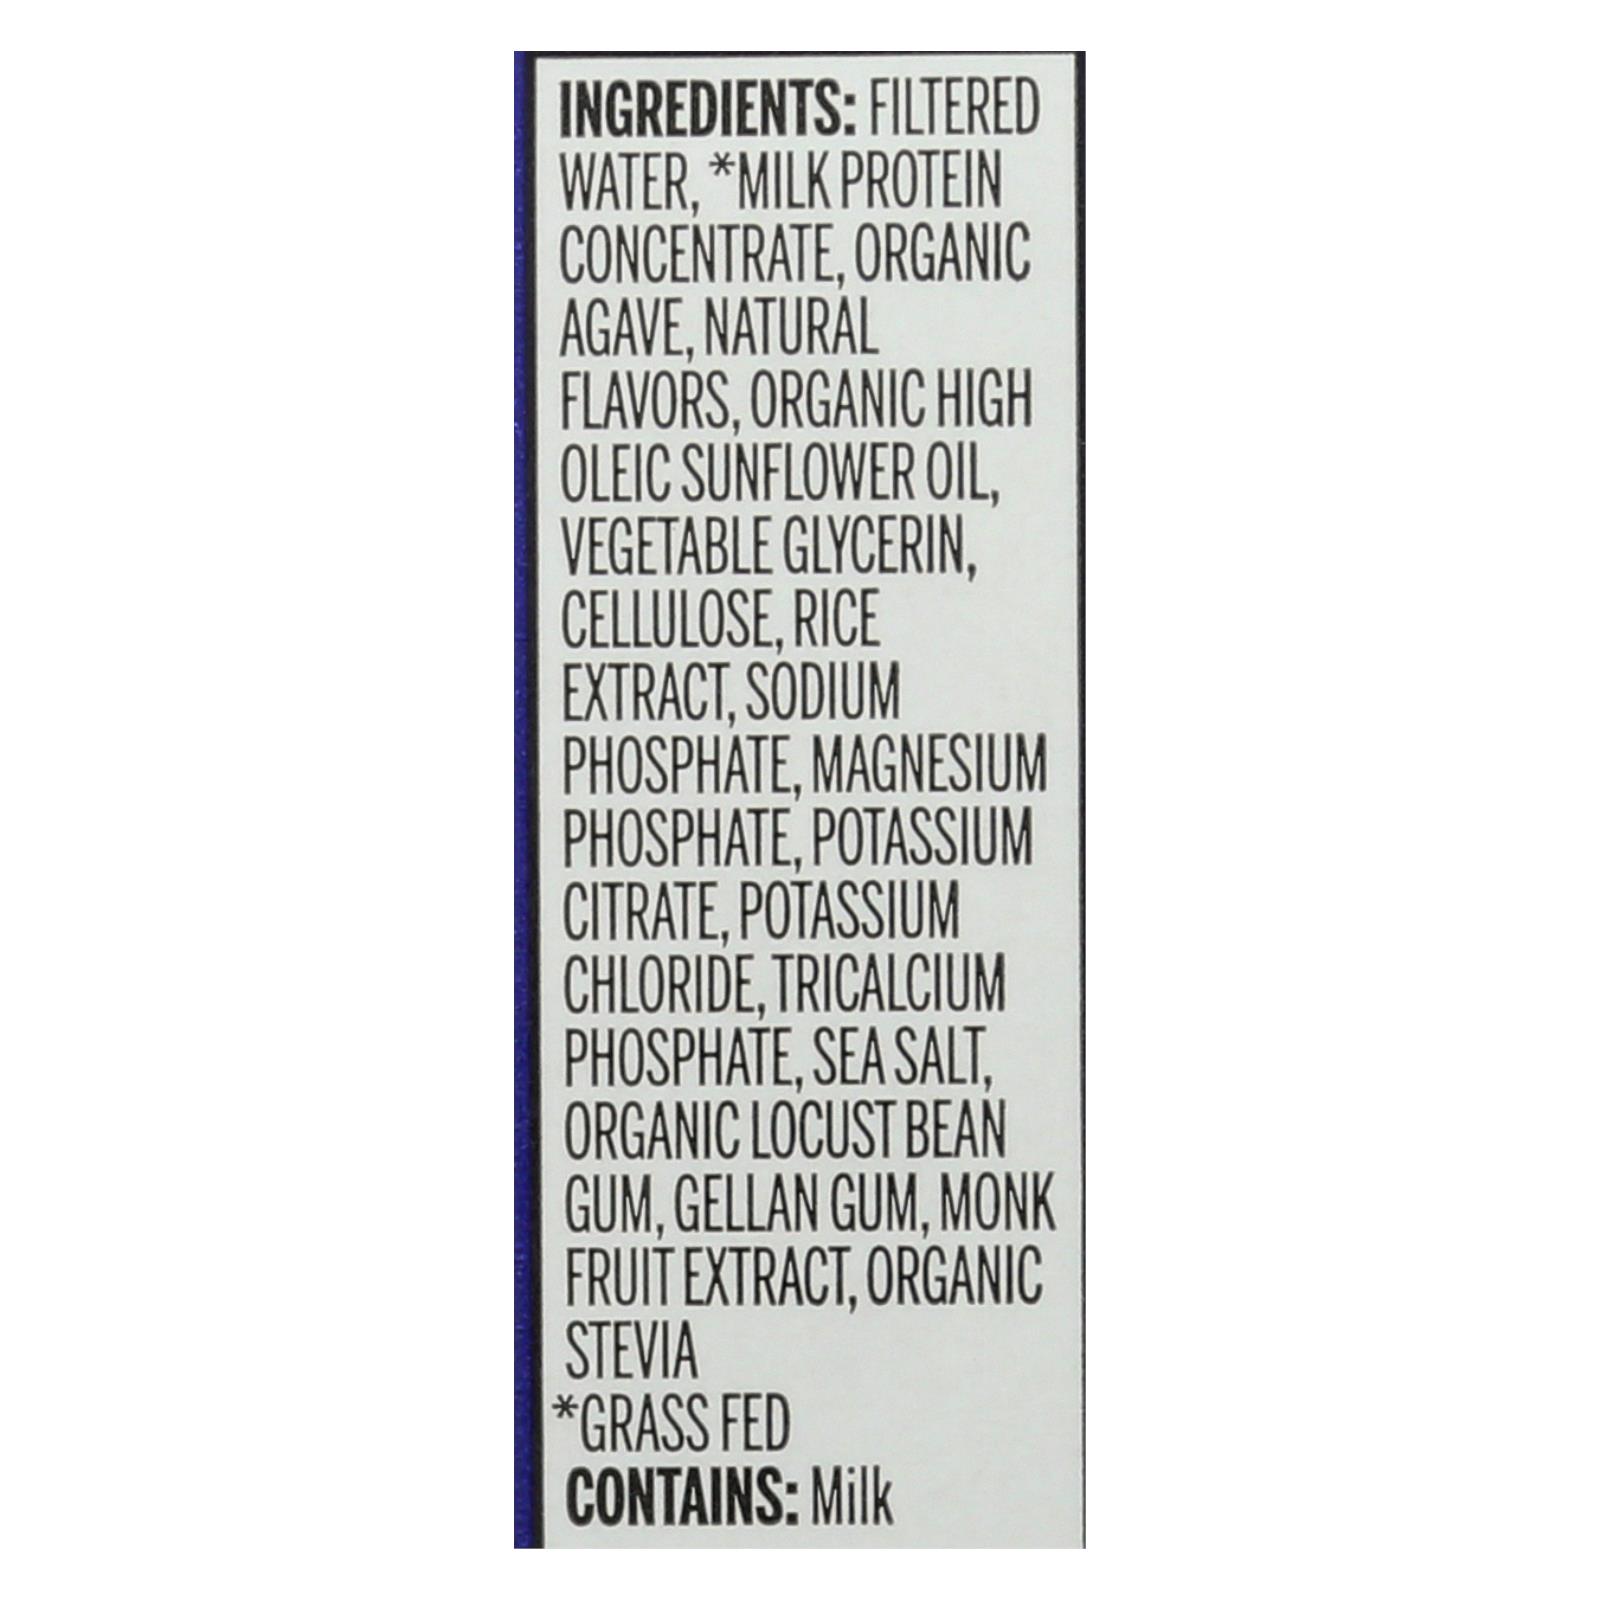 INGREDIENTS: FILTERED
WATER, *MILK PROTEIN
CONCENTRATE, ORGANIC
AGAVE, NATURAL
FLAVORS, ORGANIC HIGH
OLEIC SUNFLOWER OIL,
VEGETABLE GLYCERIN,
CELLULOSE, RICE
EXTRACT, SODIUM
PHOSPHATE, MAGNESIUM
PHOSPHATE, POTASSIUM
CITRATE, POTASSIUM
CHLORIDE, TRICALCIUM
PHOSPHATE, SEA SALT,
ORGANIC LOCUST BEAN
GUM, GELLAN GUM, MONK
FRUIT EXTRACT, ORGANIC
STEVIA
*GRASS FED
CONTAINS: Milk